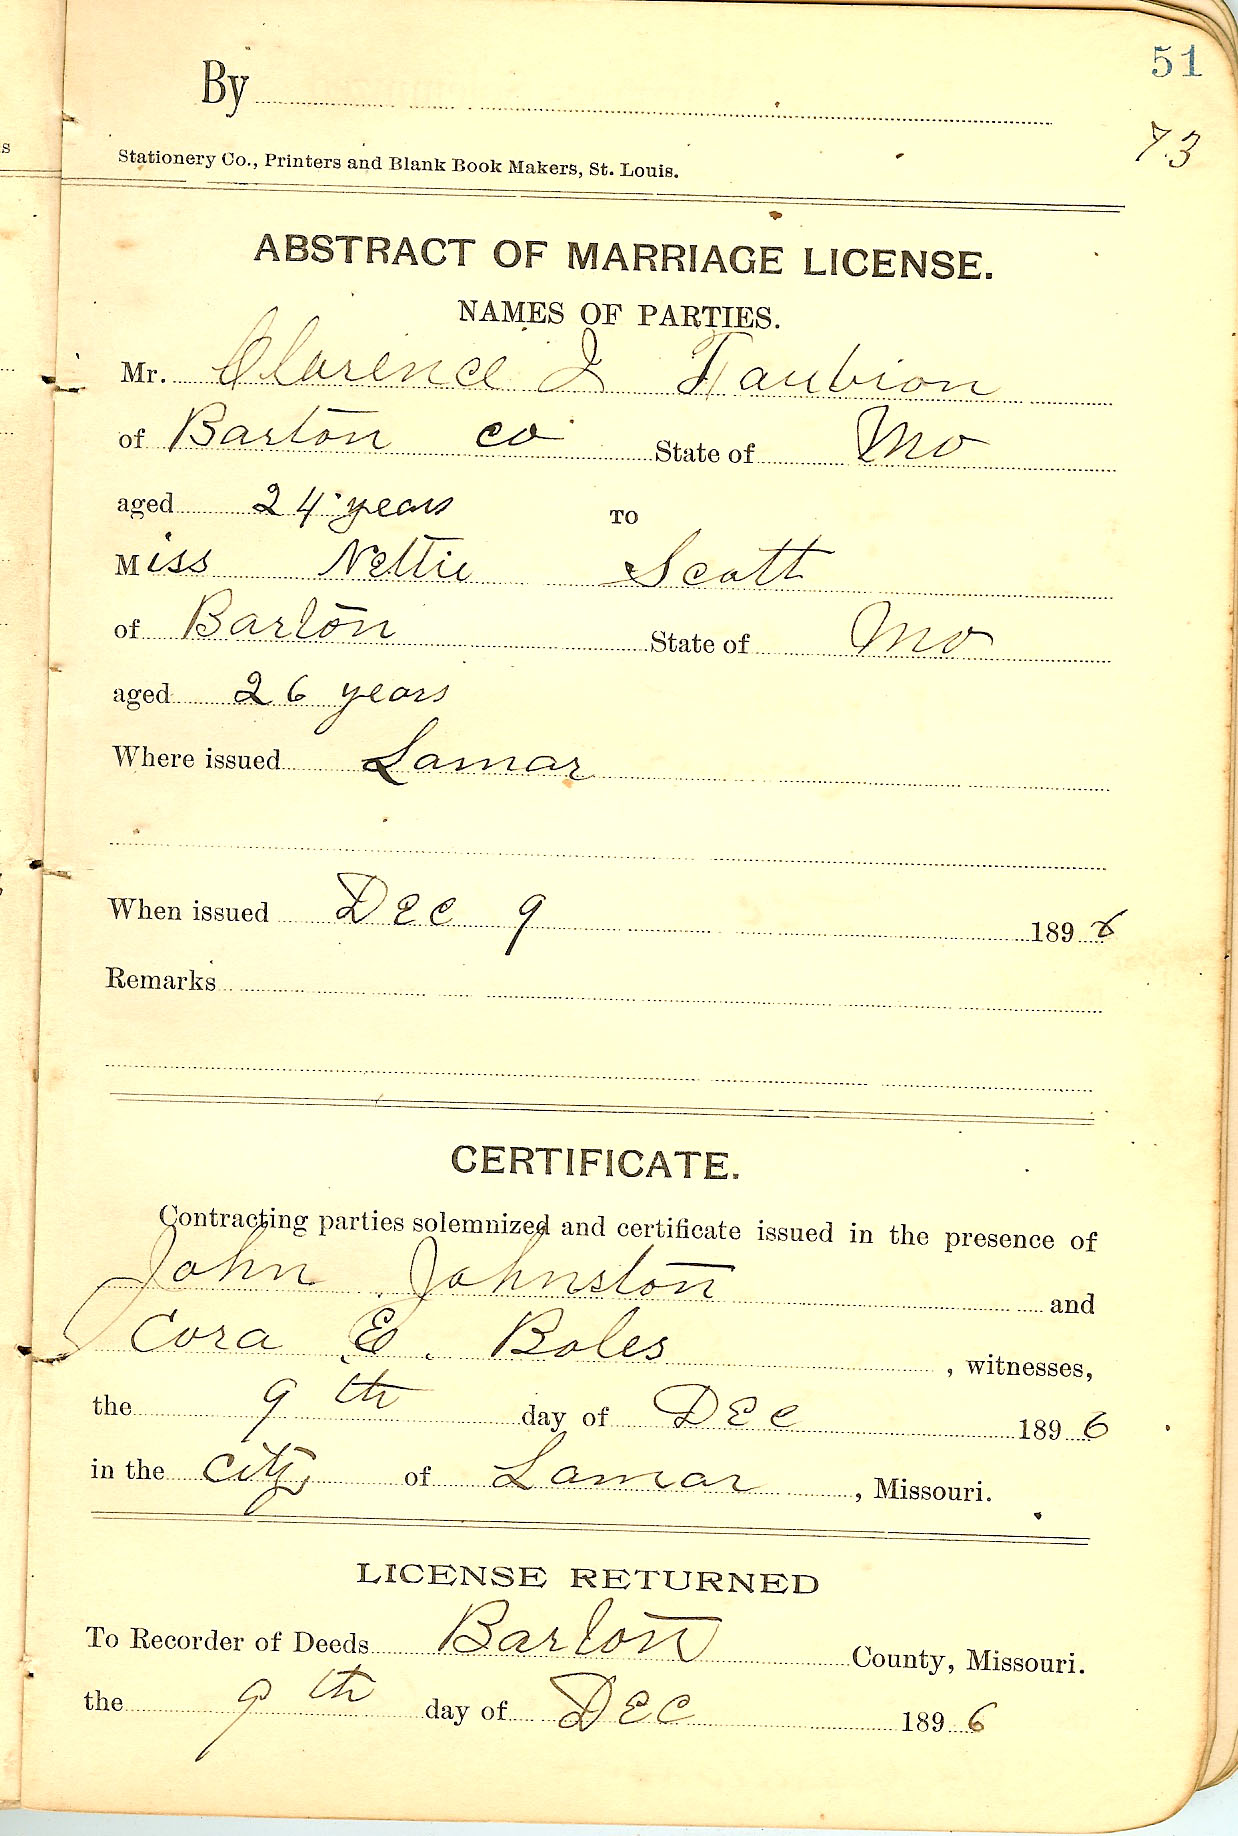 51
By
73
Stationery Co., Printers and Blank Book Makers, St. Louis.
ABSTRACT OF MARRIAGE LICENSE.
NAMES OF PARTIES.
Mr. Clarence I Faubion
of Barton co State of Mo
aged 24 years TO
Miss Nettie Scott
of Barton State of Mo
aged 26 years
Where issued Lamar
When issued Dec 9 1896
Remarks
CERTIFICATE.
Contracting parties solemnized and certificate issued in the presence of
John Johnston and
Cora E. Boles, witnesses,
the 9th day of Dec 1896
in the city of Lamar, Missouri.
LICENSE RETURNED
To Recorder of Deeds Barton County, Missouri.
the 9th day of Dec 1896